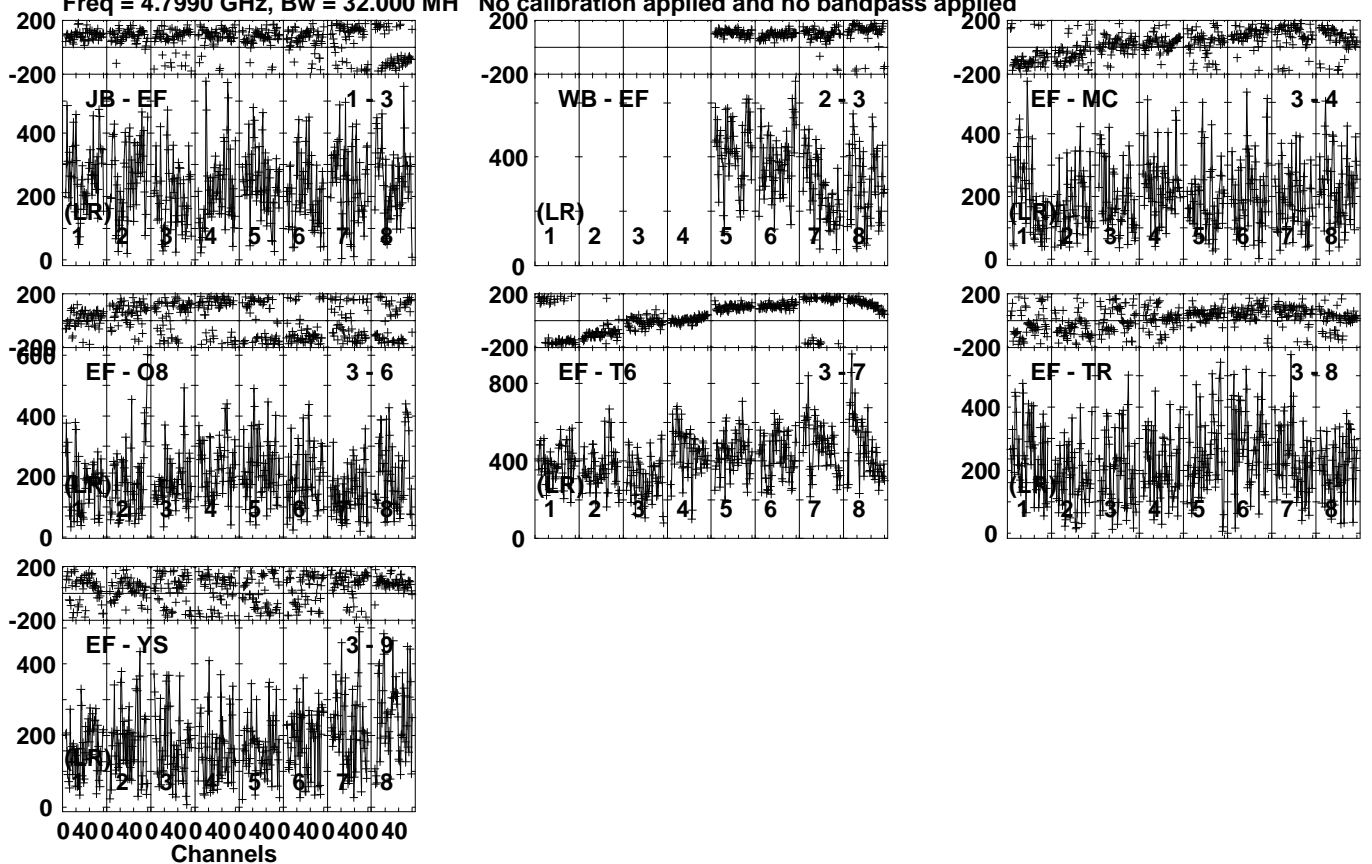 Freq = 4.7990 GHz, Bw = 32.000 MH No calibration applied and no bandpass applied
200
-200
JB - EF 1 - 3
400
200
0
(LR)
1 2 3 4 5 6 7 8
WB - EF 2 - 3
200
-200
400
0
(LR)
1 2 3 4 5 6 7 8
EF - MC 3 - 4
200
-200
400
200
0
(LR)
1 2 3 4 5 6 7 8
200
-200
600
EF - O8 3 - 6
400
200
0
(LR)
1 2 3 4 5 6 7 8
200
-200
EF - T6 3 - 7
800
400
0
(LR)
1 2 3 4 5 6 7 8
200
-200
EF - TR 3 - 8
400
200
0
(LR)
1 2 3 4 5 6 7 8
200
-200
EF - YS 3 - 9
400
200
0
(LR)
1 2 3 4 5 6 7 8
0 40 0 40 0 40 0 40 0 40 0 40 0 40 0 40
Channels